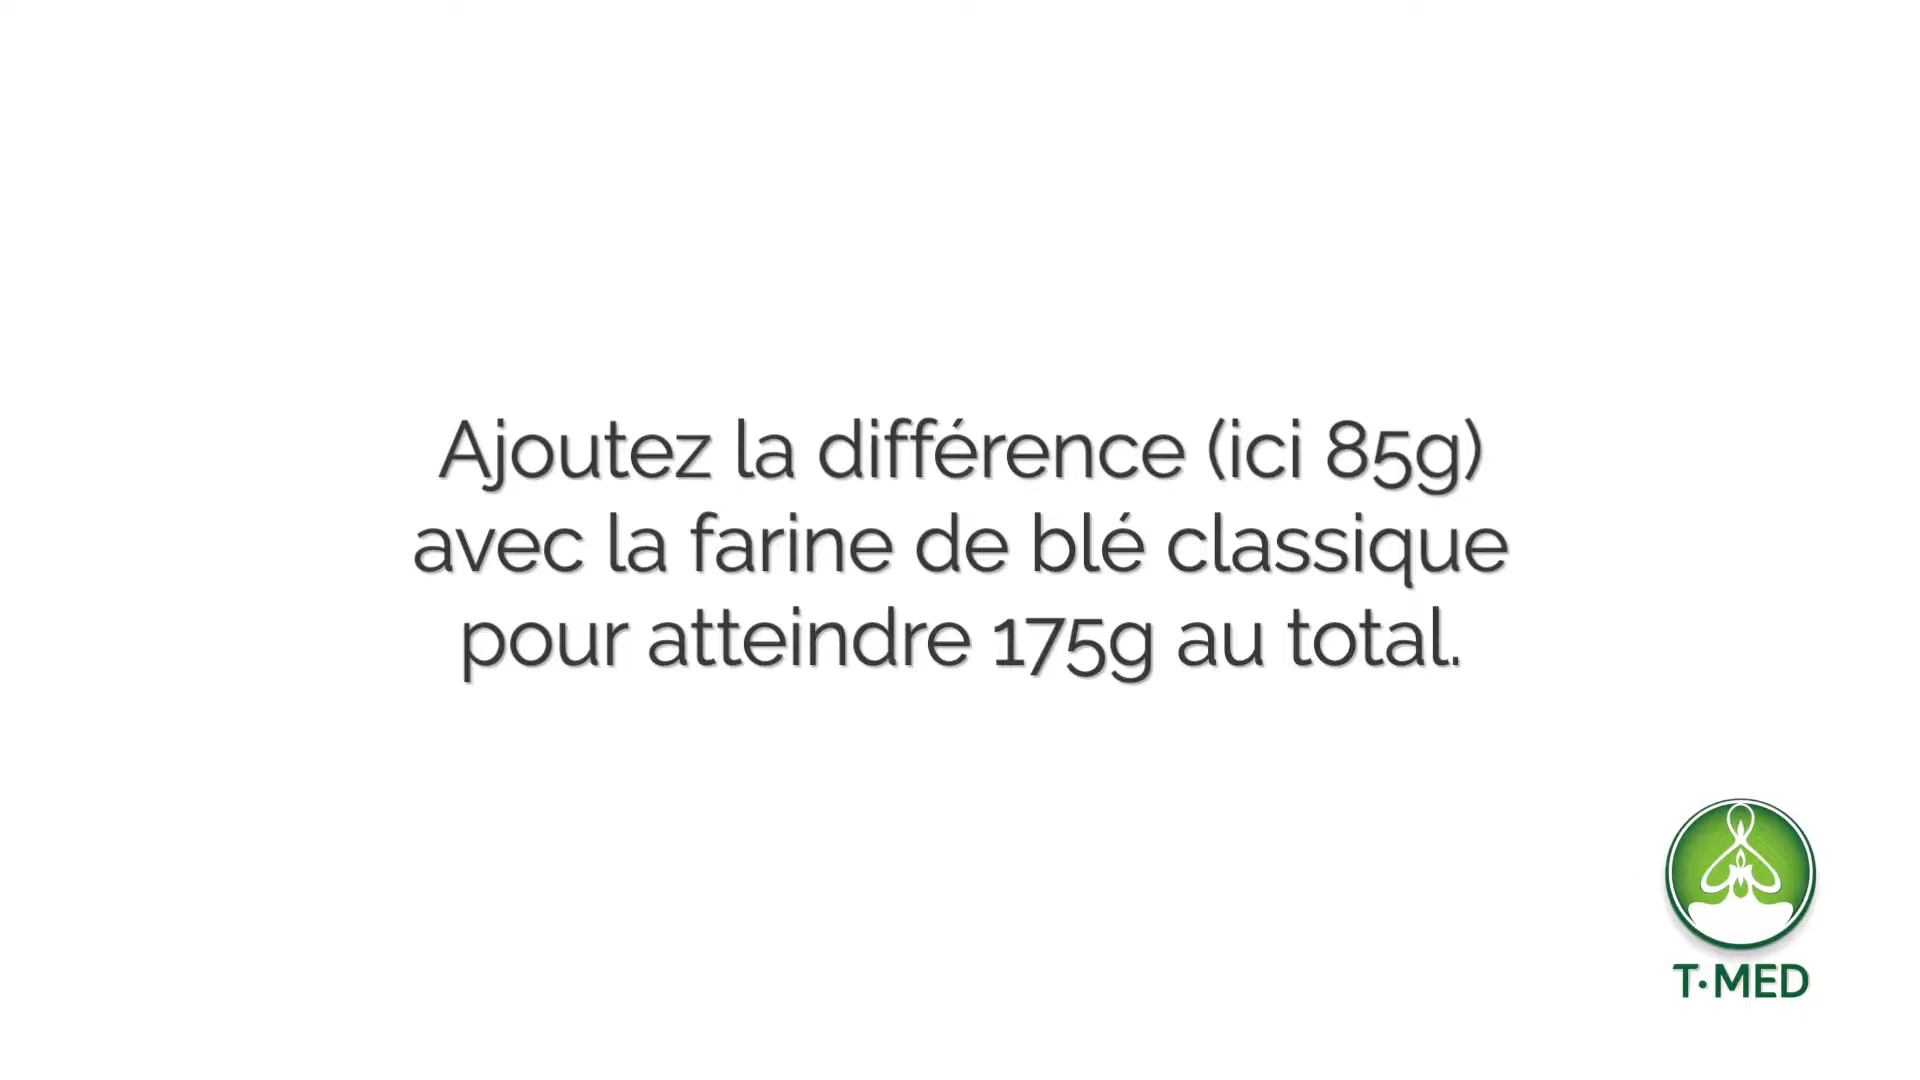 Ajoutez la différence (ici 85g)
avec la farine de blé classique
pour atteindre 175g au total.
T·MED